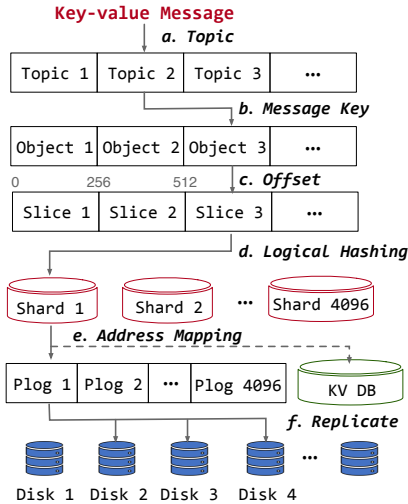 Key-value Message
a. Topic
Topic 1 Topic 2 Topic 3 ...
b. Message Key
Object 1 Object 2 Object 3 ...
c. Offset
0 256 512
Slice 1 Slice 2 Slice 3 ...
d. Logical Hashing
Shard 1 Shard 2 ... Shard 4096
e. Address Mapping
Plog 1 Plog 2 ... Plog 4096 KV DB
f. Replicate
...
Disk 1 Disk 2 Disk 3 Disk 4